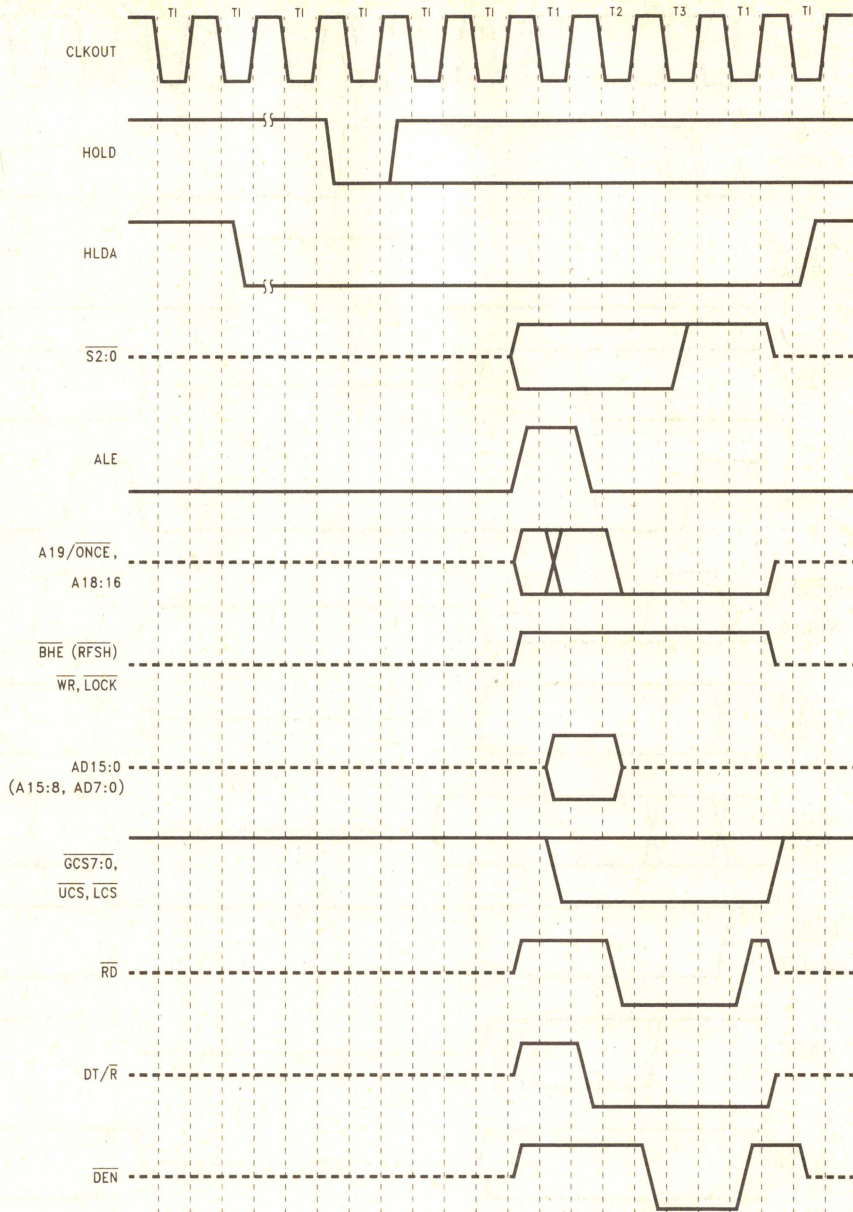 TI TI TI TI TI TI T1 T2 T3 T1 TI
CLKOUT
HOLD
HLDA
S2:0
ALE
A19/ONCE,
A18:16
BHE (RFSH)
WR, LOCK
AD15:0
(A15:8, AD7:0)
GCS7:0,
UCS, LCS
RD
DT/R
DEN